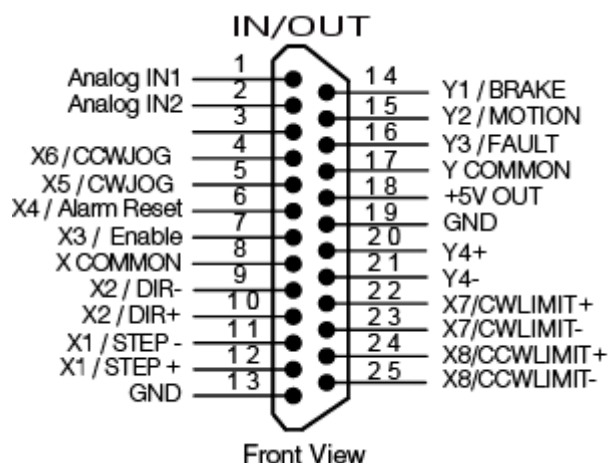 IN/OUT
1
Analog IN1
2
Analog IN2
3
4
X6/CCWJOG
5
X5/CWJOG
6
X4/Alarm Reset
7
X3/ Enable
8
X COMMON
9
X2/DIR-
10
X2/DIR+
11
X1/STEP -
12
X1/STEP +
13
GND
14
Y1/BRAKE
15
Y2/MOTION
16
Y3/FAULT
17
Y COMMON
18
+5V OUT
19
GND
20
Y4+
21
Y4-
22
X7/CWLIMIT+
23
X7/CWLIMIT-
24
X8/CCWLIMIT+
25
X8/CCWLIMIT-
Front View